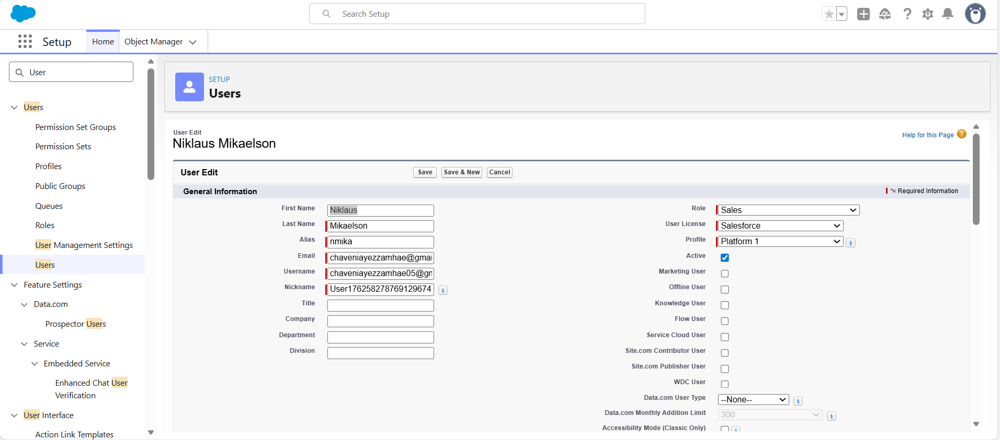 Search Setup
Setup
Home
Object Manager
User
Users
Permission Set Groups
Permission Sets
Profiles
Public Groups
Queues
Roles
User Management Settings
Users
Feature Settings
Data.com
Prospector Users
Service
Embedded Service
Enhanced Chat User
Verification
User Interface
Action Link Templates
SETUP
Users
User Edit
Niklaus Mikaelson
Help for this Page ?
User Edit
Save
Save & New
Cancel
General Information
*= Required Information
First Name Niklaus
Last Name Mikaelson
Alias nmika
Email chaveniayezzamhae@gmai
Username chaveniayezzamhae05@gn
Nickname User176258278769129674 i
Title
Company
Department
Division
Role Sales
User License Salesforce
Profile Platform 1 i
Active
Marketing User
Offline User
Knowledge User
Flow User
Service Cloud User
Site.com Contributor User
Site.com Publisher User
WDC User
Data.com User Type --None-- i
Data.com Monthly Addition Limit 300 i
Accessibility Mode (Classic Only) i